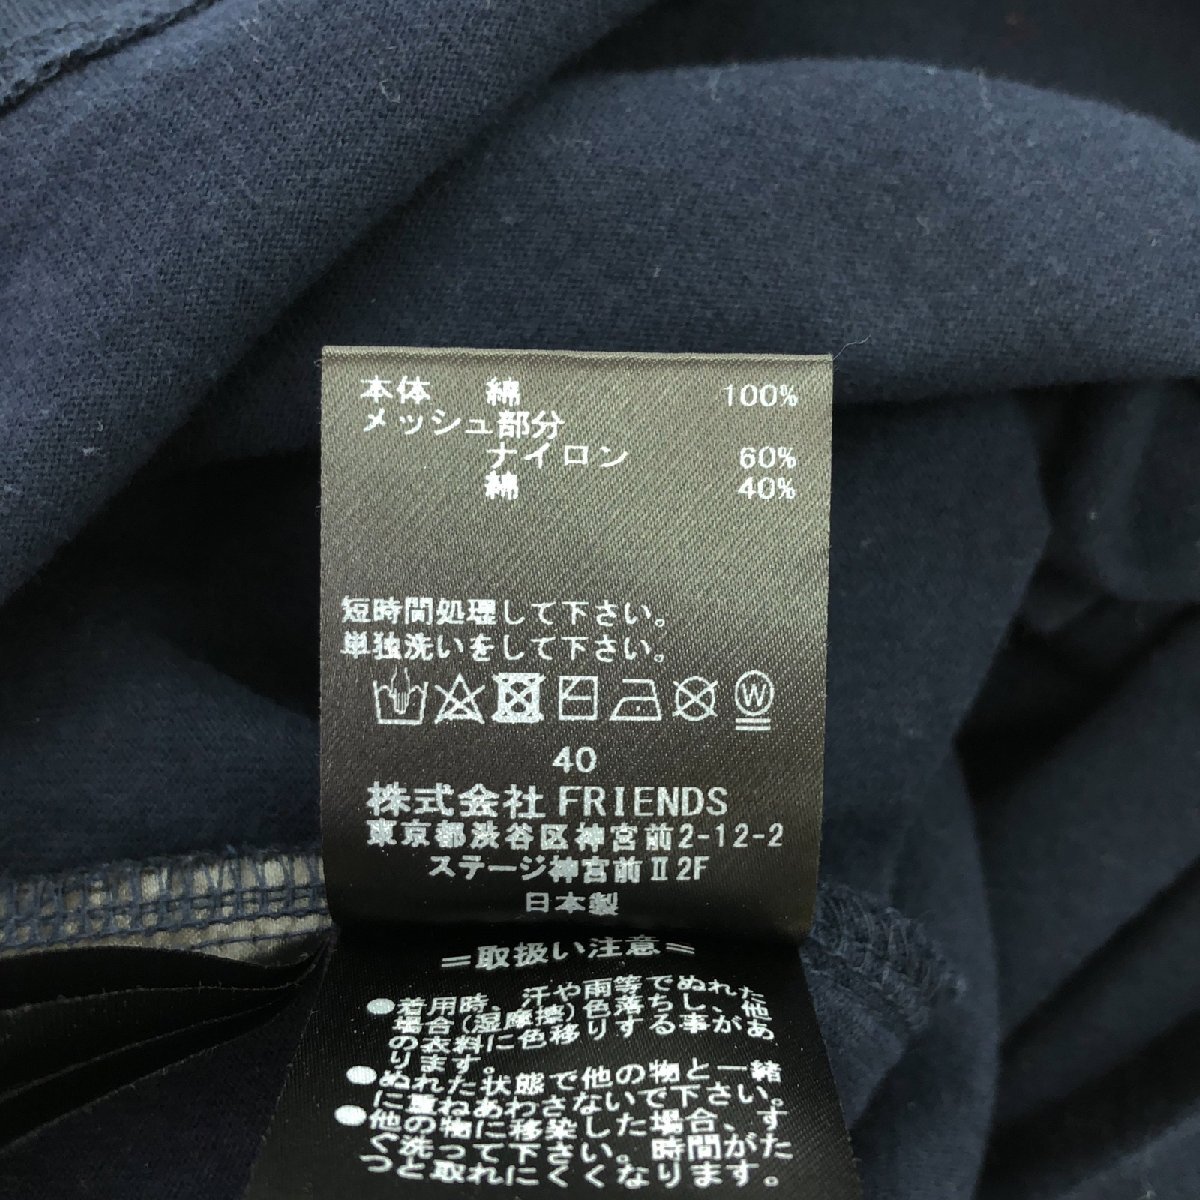 本体 綿 100%
メッシュ部分
ナイロン 60%
綿 40%
短時間処理して下さい。
単独洗いをして下さい。
W
40
株式会社 FRIENDS
東京都渋谷区神宮前2-12-2
ステージ神宮前Ⅱ2F
日本製
=取扱い注意=
●着用時、汗や雨等でぬれた
場合(湿摩擦)色落ちし、他
の衣料に色移りする事があ
ります。
●ぬれた状態で他の物と一緒
に重ねあわさないで下さい。
●他の物に移染した場合、す
ぐ洗って下さい。時間がた
つと取れにくくなります。